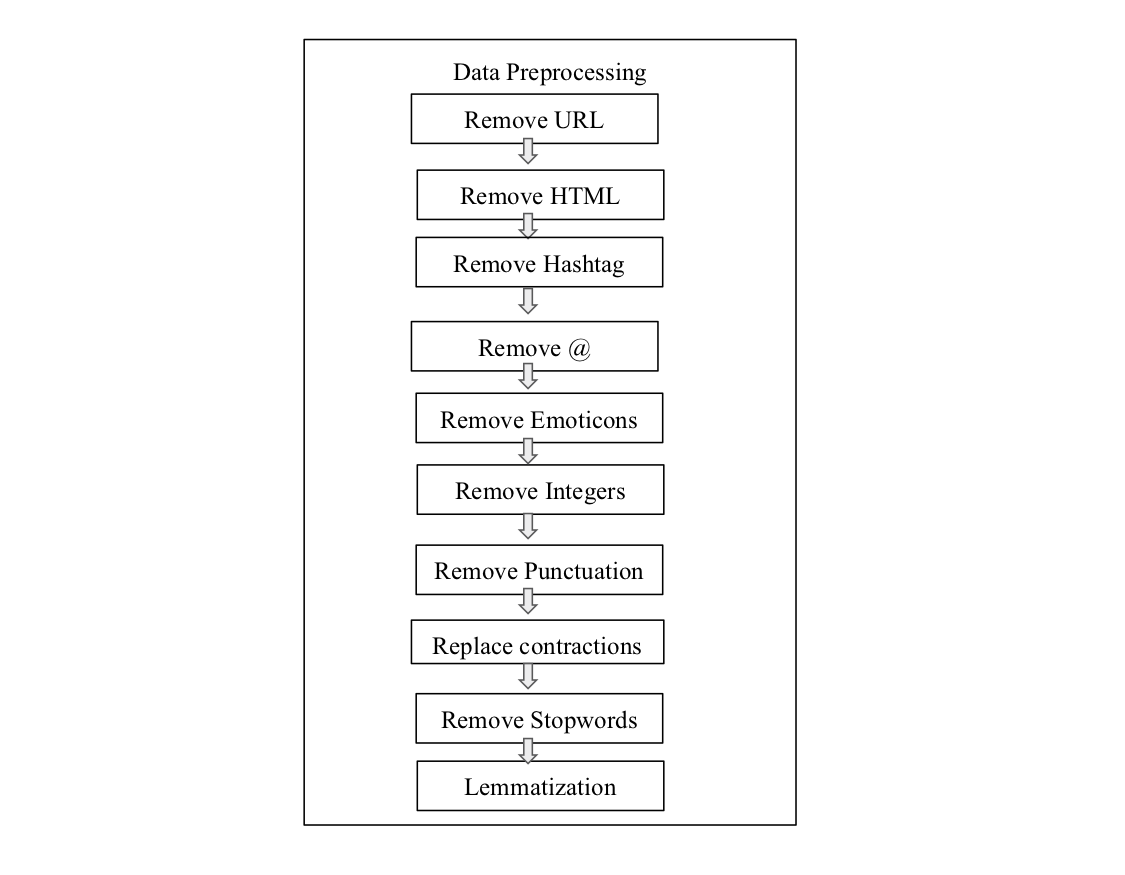 Data Preprocessing
Remove URL
Remove HTML
Remove Hashtag
Remove @
Remove Emoticons
Remove Integers
Remove Punctuation
Replace contractions
Remove Stopwords
Lemmatization